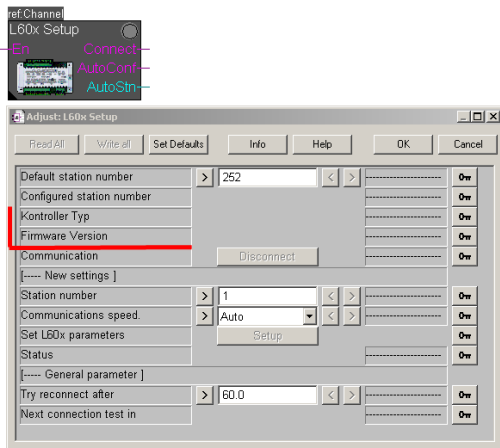 ref:Channel
L60x Setup
En Connect
AutoConf
AutoStn
Adjust: L60x Setup
Read All Write all Set Defaults Info Help OK Cancel
Default station number > 252 < > --------------------
Configured station number --------------------
Kontroller Typ --------------------
Firmware Version --------------------
Communication Disconnect --------------------
[----- New settings ]
Station number > 1 < > --------------------
Communications speed. > Auto < > --------------------
Set L60x parameters Setup --------------------
Status --------------------
[----- General parameter ]
Try reconnect after > 60.0 < > --------------------
Next connection test in --------------------